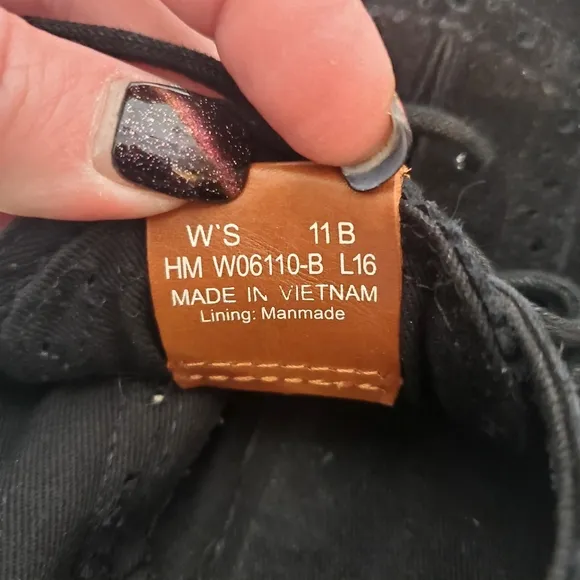 W'S 11 B
HM W06110-B L16
MADE IN VIETNAM
Lining: Manmade